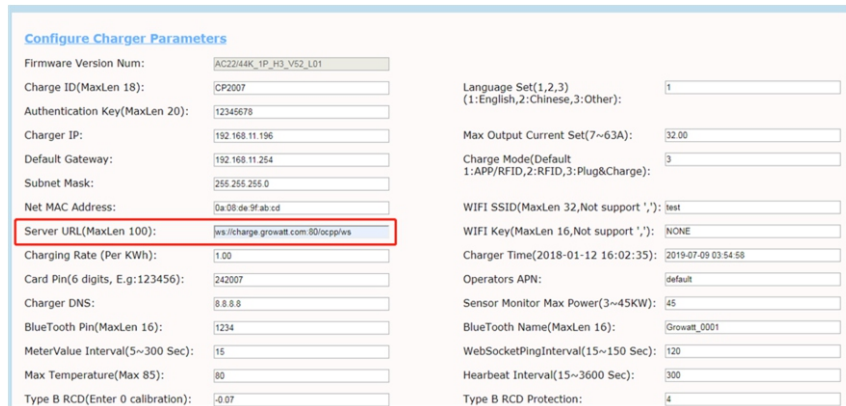 Configure Charger Parameters
Firmware Version Num: AC22/44K_1P_H3_V52_L01
Charge ID(MaxLen 18): CP2007
Language Set(1,2,3) 1
(1:English,2:Chinese,3:Other):
Authentication Key(MaxLen 20): 12345678
Charger IP: 192.168.11.196
Max Output Current Set(7~63A): 32.00
Default Gateway: 192.168.11.254
Charge Mode(Default 3
1:APP/RFID,2:RFID,3:Plug&Charge):
Subnet Mask: 255.255.255.0
Net MAC Address: 0a:08:de:9f:ab:cd
WIFI SSID(MaxLen 32,Not support ','): test
Server URL(MaxLen 100): ws://charge.growatt.com:80/ocpp/ws
WIFI Key(MaxLen 16,Not support ','): NONE
Charging Rate (Per KWh): 1.00
Charger Time(2018-01-12 16:02:35): 2019-07-09 03:54:58
Card Pin(6 digits, E.g:123456): 242007
Operators APN: default
Charger DNS: 8.8.8.8
Sensor Monitor Max Power(3~45KW): 45
BlueTooth Pin(MaxLen 16): 1234
BlueTooth Name(MaxLen 16): Growatt_0001
MeterValue Interval(5~300 Sec): 15
WebSocketPingInterval(15~150 Sec): 120
Max Temperature(Max 85): 80
Hearbeat Interval(15~3600 Sec): 300
Type B RCD(Enter 0 calibration): -0.07
Type B RCD Protection: 4